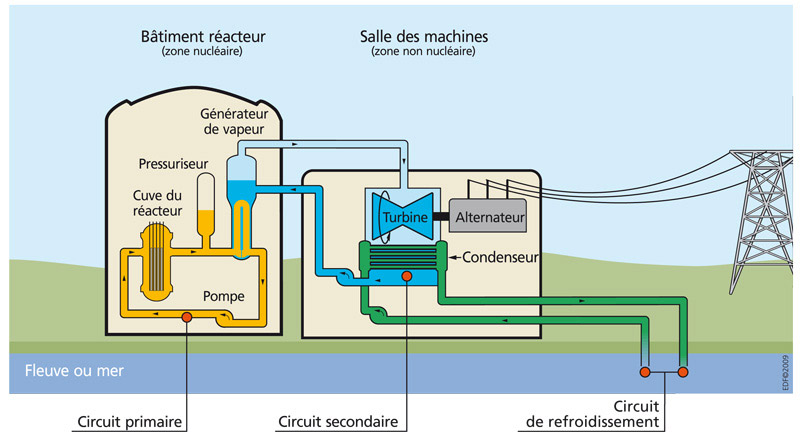 Bâtiment réacteur
(zone nucléaire)
Salle des machines
(zone non nucléaire)
Générateur
de vapeur
Pressuriseur
Cuve du
réacteur
Turbine
Alternateur
Condenseur
Pompe
Fleuve ou mer
EDF©2009
Circuit primaire
Circuit secondaire
Circuit
de refroidissement